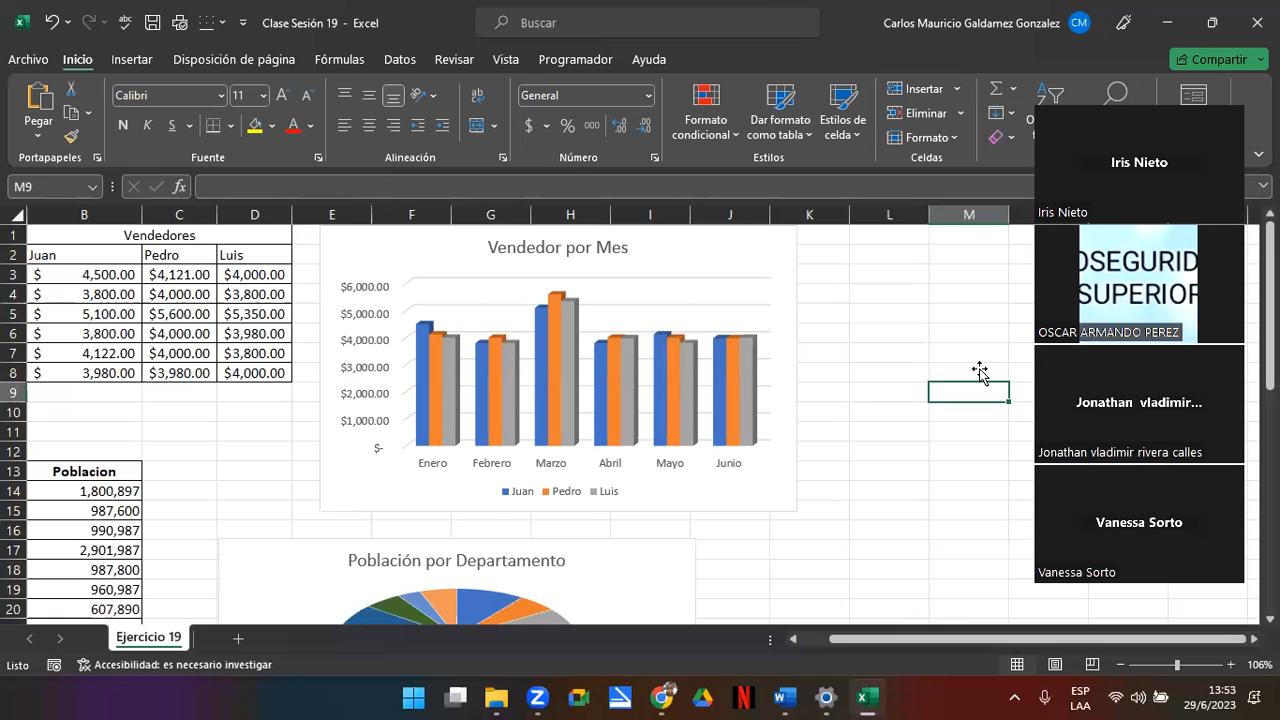 Clase Sesión 19 - Excel
Buscar
Carlos Mauricio Galdamez Gonzalez
CM
Archivo Inicio Insertar Disposición de página Fórmulas Datos Revisar Vista Programador Ayuda
Compartir
Pegar
Calibri 11
N K S
General
$ % 000
Formato condicional
Dar formato como tabla
Estilos de celda
Insertar
Eliminar
Formato
Portapapeles Fuente Alineación Número Estilos Celdas
M9
fx
B C D E F G H I J K L M
1 Vendedores
2 Juan Pedro Luis
3 $ 4,500.00 $4,121.00 $4,000.00
4 $ 3,800.00 $4,000.00 $3,800.00
5 $ 5,100.00 $5,600.00 $5,350.00
6 $ 3,800.00 $4,000.00 $3,980.00
7 $ 4,122.00 $4,000.00 $3,800.00
8 $ 3,980.00 $3,980.00 $4,000.00
9
10
11
12
13 Poblacion
14 1,800,897
15 987,600
16 990,987
17 2,901,987
18 987,800
19 960,987
20 607,890
Vendedor por Mes
$6,000.00
$5,000.00
$4,000.00
$3,000.00
$2,000.00
$1,000.00
$-
Enero Febrero Marzo Abril Mayo Junio
Juan Pedro Luis
Población por Departamento
Iris Nieto
Iris Nieto
OSEGURID
SUPERIOR
OSCAR ARMANDO PEREZ
Jonathan vladimir...
Jonathan vladimir rivera calles
Vanessa Sorto
Vanessa Sorto
Ejercicio 19
Listo
Accesibilidad: es necesario investigar
106%
ESP
LAA
13:53
29/6/2023